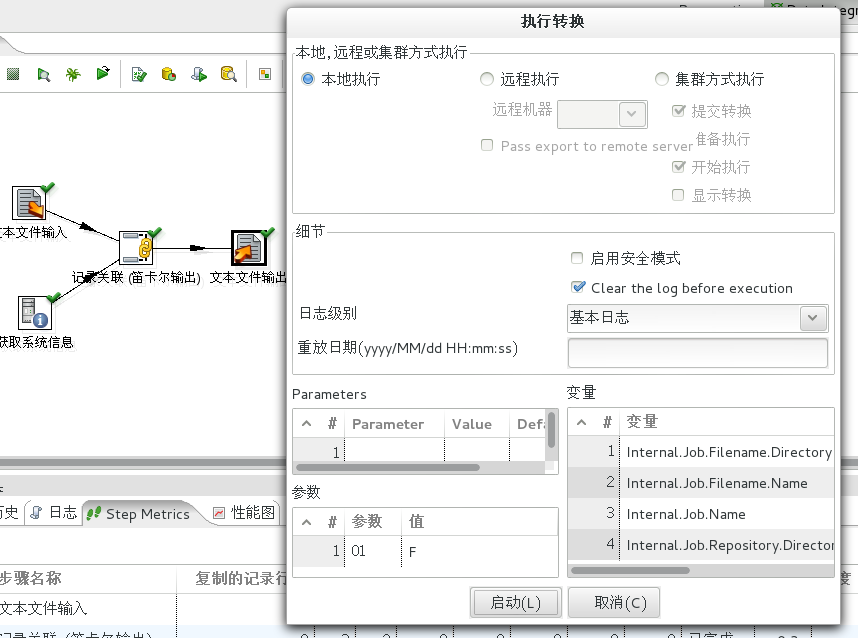 执行转换
本地,远程或集群方式执行
本地执行
远程执行
集群方式执行
远程机器
提交转换
Pass export to remote server
准备执行
开始执行
显示转换
文本文件输入
记录关联 (笛卡尔输出)
文本文件输出
获取系统信息
细节
启用安全模式
Clear the log before execution
日志级别
基本日志
重放日期(yyyy/MM/dd HH:mm:ss)
Parameters
# Parameter Value Defa
1
变量
# 变量
1 Internal.Job.Filename.Directory
2 Internal.Job.Filename.Name
3 Internal.Job.Name
4 Internal.Job.Repository.Director
参数
# 参数 值
1 01 F
启动(L)
取消(C)
历史 日志 Step Metrics 性能图
步骤名称 复制的记录行 度
文本文件输入
记录关联 (笛卡尔输出)
已完成